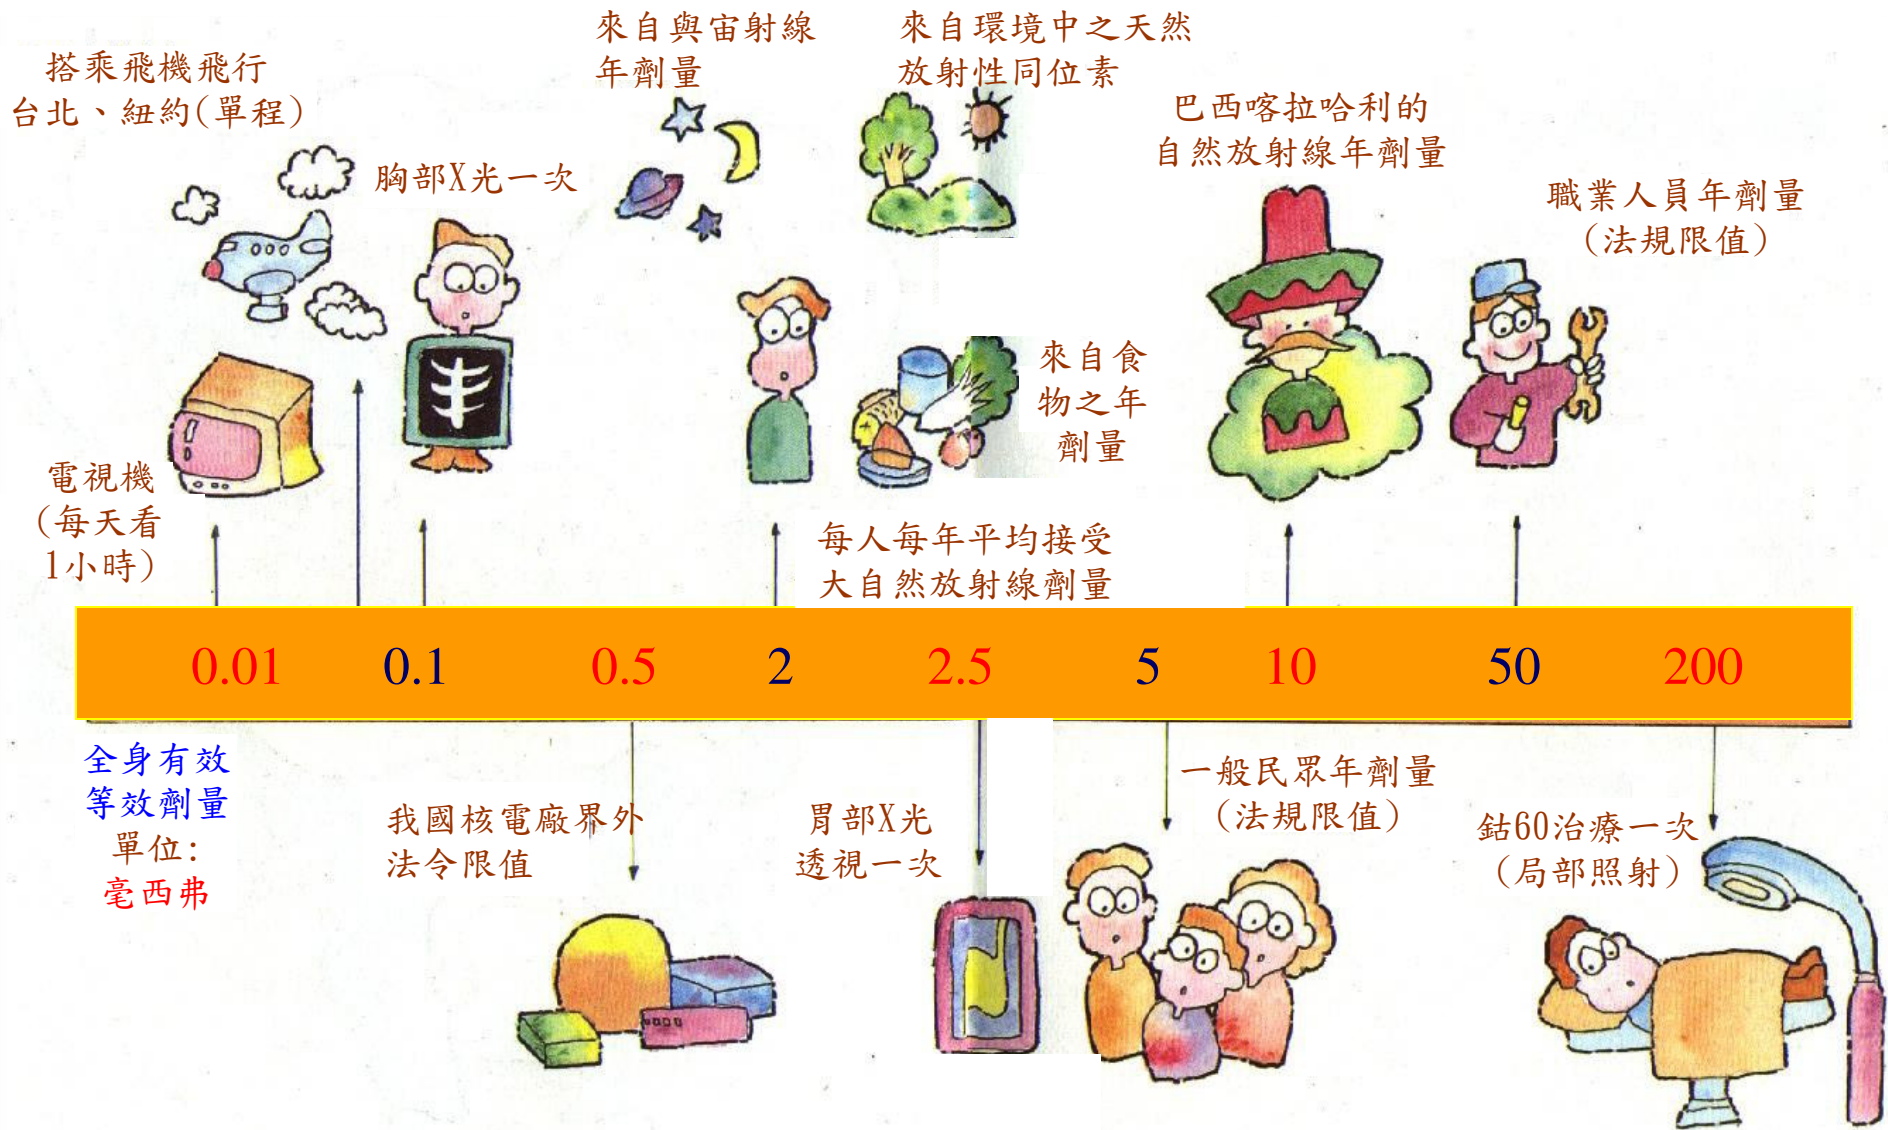 搭乘飛機飛行
台北、紐約(單程)
胸部X光一次
電視機
(每天看
1小時)
來自與宙射線
年劑量
來自環境中之天然
放射性同位素
來自食
物之年
劑量
每人每年平均接受
大自然放射線劑量
巴西喀拉哈利的
自然放射線年劑量
職業人員年劑量
(法規限值)
0.01 0.1 0.5 2 2.5 5 10 50 200
全身有效
等效劑量
單位:
毫西弗
我國核電廠界外
法令限值
胃部X光
透視一次
一般民眾年劑量
(法規限值)
鈷60治療一次
(局部照射)